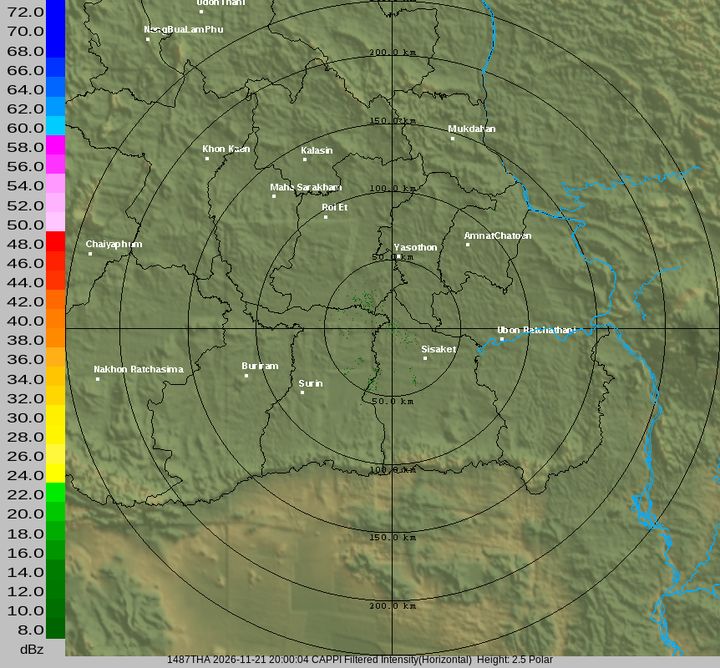 72.0
70.0
68.0
66.0
64.0
62.0
60.0
58.0
56.0
54.0
52.0
50.0
48.0
46.0
44.0
42.0
40.0
38.0
36.0
34.0
32.0
30.0
28.0
26.0
24.0
22.0
20.0
18.0
16.0
14.0
12.0
10.0
8.0
dBz
UdonThani
NongBuaLamPhu
200.0 km
150.0 km
Mukdahan
Khon Kaen
Kalasin
100.0 km
Maha Sarakham
Roi Et
AmnatCharoen
Chaiyaphum
Yasothon
50.0 km
Ubon Ratchathani
Sisaket
Nakhon Ratchasima
Buriram
Surin
50.0 km
100.0 km
150.0 km
200.0 km
1487THA 2026-11-21 20:00:04 CAPPI Filtered Intensity(Horizontal) Height: 2.5 Polar